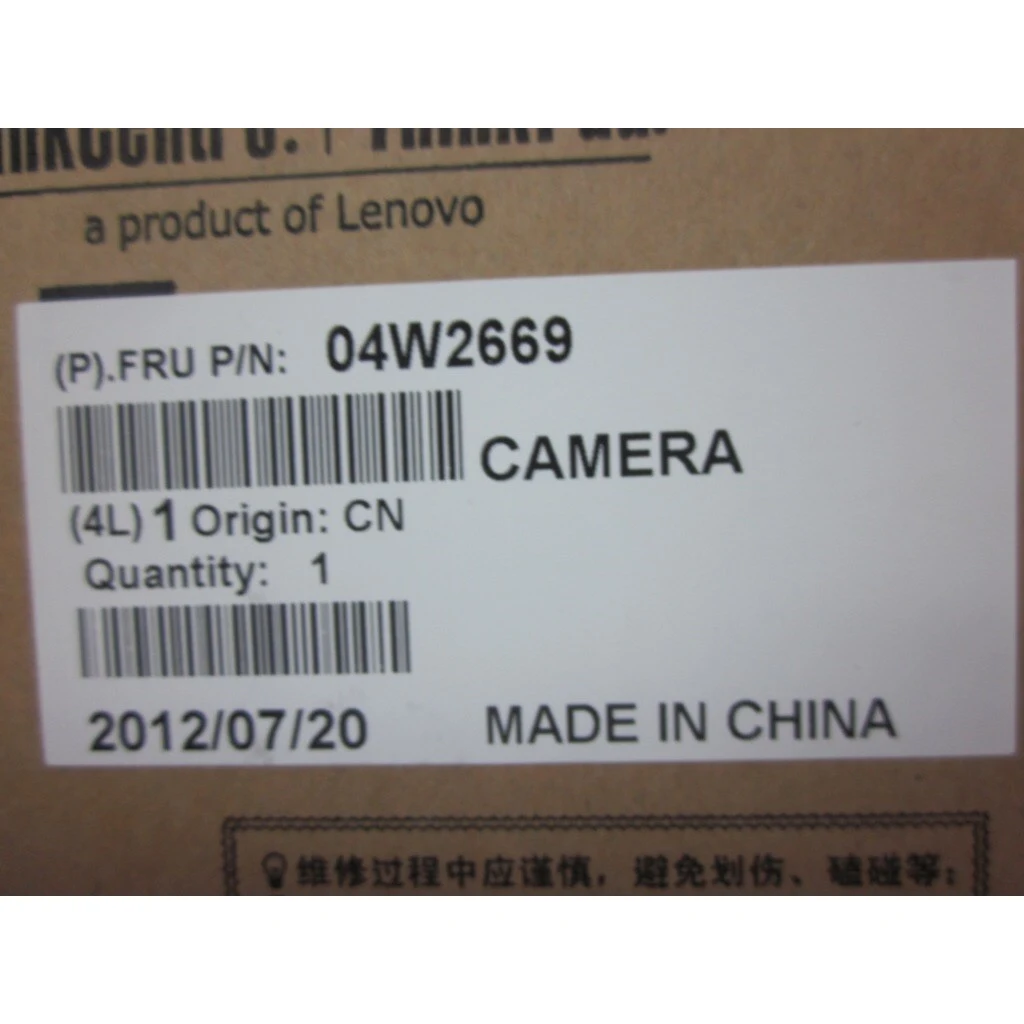 a product of Lenovo
(P).FRU P/N: 04W2669
CAMERA
(4L) 1 Origin: CN
Quantity: 1
2012/07/20 MADE IN CHINA
维修过程中应谨慎，避免划伤、磕碰等;